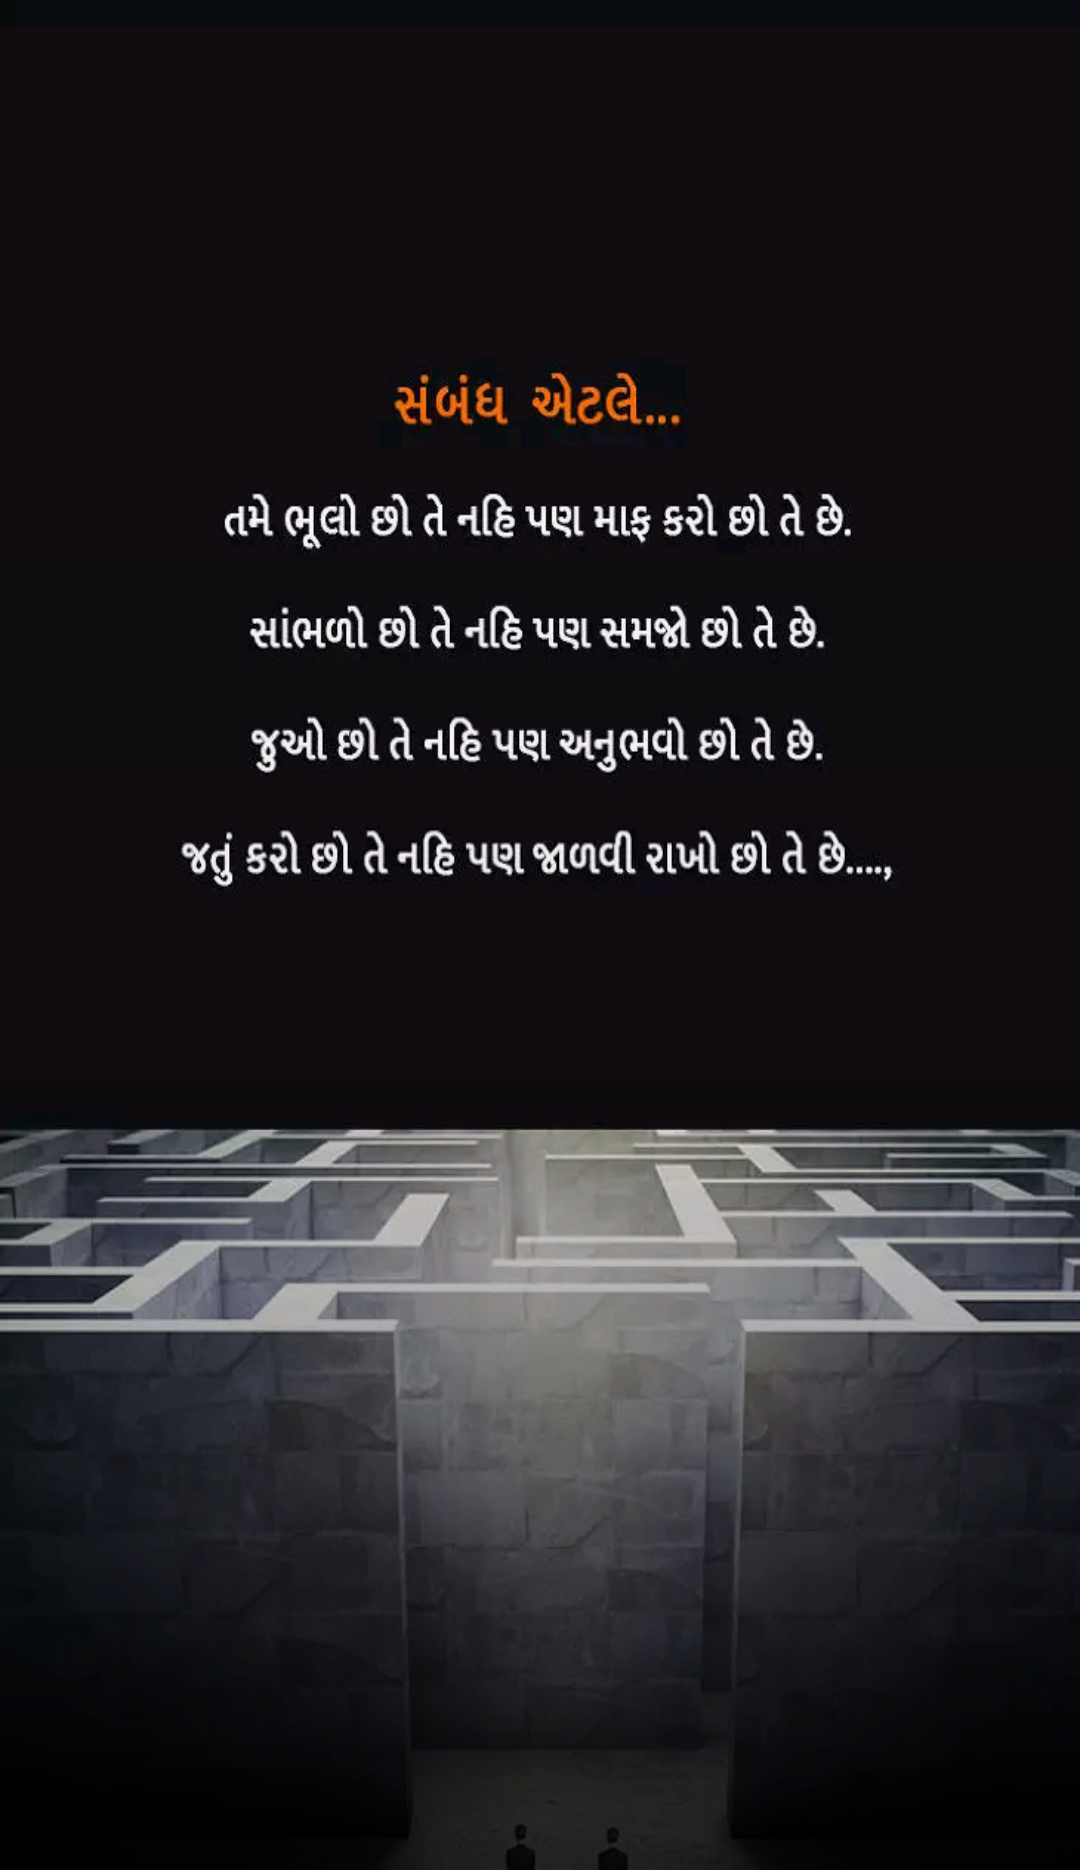 સંબંધ એટલે...
તમે ભૂલો છો તે નહિ પણ માફ કરો છો તે છે.
સાંભળો છો તે નહિ પણ સમજો છો તે છે.
જુઓ છો તે નહિ પણ અનુભવો છો તે છે.
જતું કરો છો તે નહિ પણ જાળવી રાખો છો તે છે....,